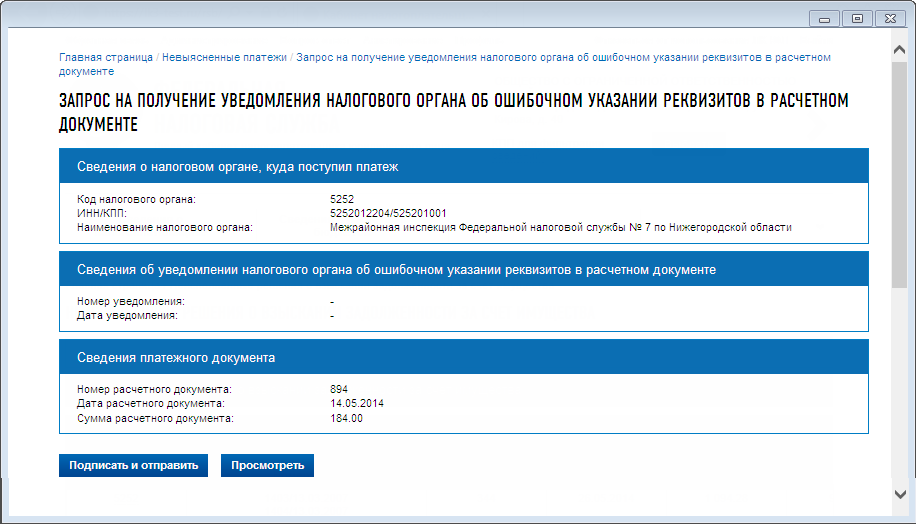 Главная страница / Невыясненные платежи / Запрос на получение уведомления налогового органа об ошибочном указании реквизитов в расчетном
документе
ЗАПРОС НА ПОЛУЧЕНИЕ УВЕДОМЛЕНИЯ НАЛОГОВОГО ОРГАНА ОБ ОШИБОЧНОМ УКАЗАНИИ РЕКВИЗИТОВ В РАСЧЕТНОМ
ДОКУМЕНТЕ
Сведения о налоговом органе, куда поступил платеж
Код налогового органа: 5252
ИНН/КПП: 5252012204/525201001
Наименование налогового органа: Межрайонная инспекция Федеральной налоговой службы № 7 по Нижегородской области
Сведения об уведомлении налогового органа об ошибочном указании реквизитов в расчетном документе
Номер уведомления: -
Дата уведомления: -
Сведения платежного документа
Номер расчетного документа: 894
Дата расчетного документа: 14.05.2014
Сумма расчетного документа: 184.00
Подписать и отправить Просмотреть